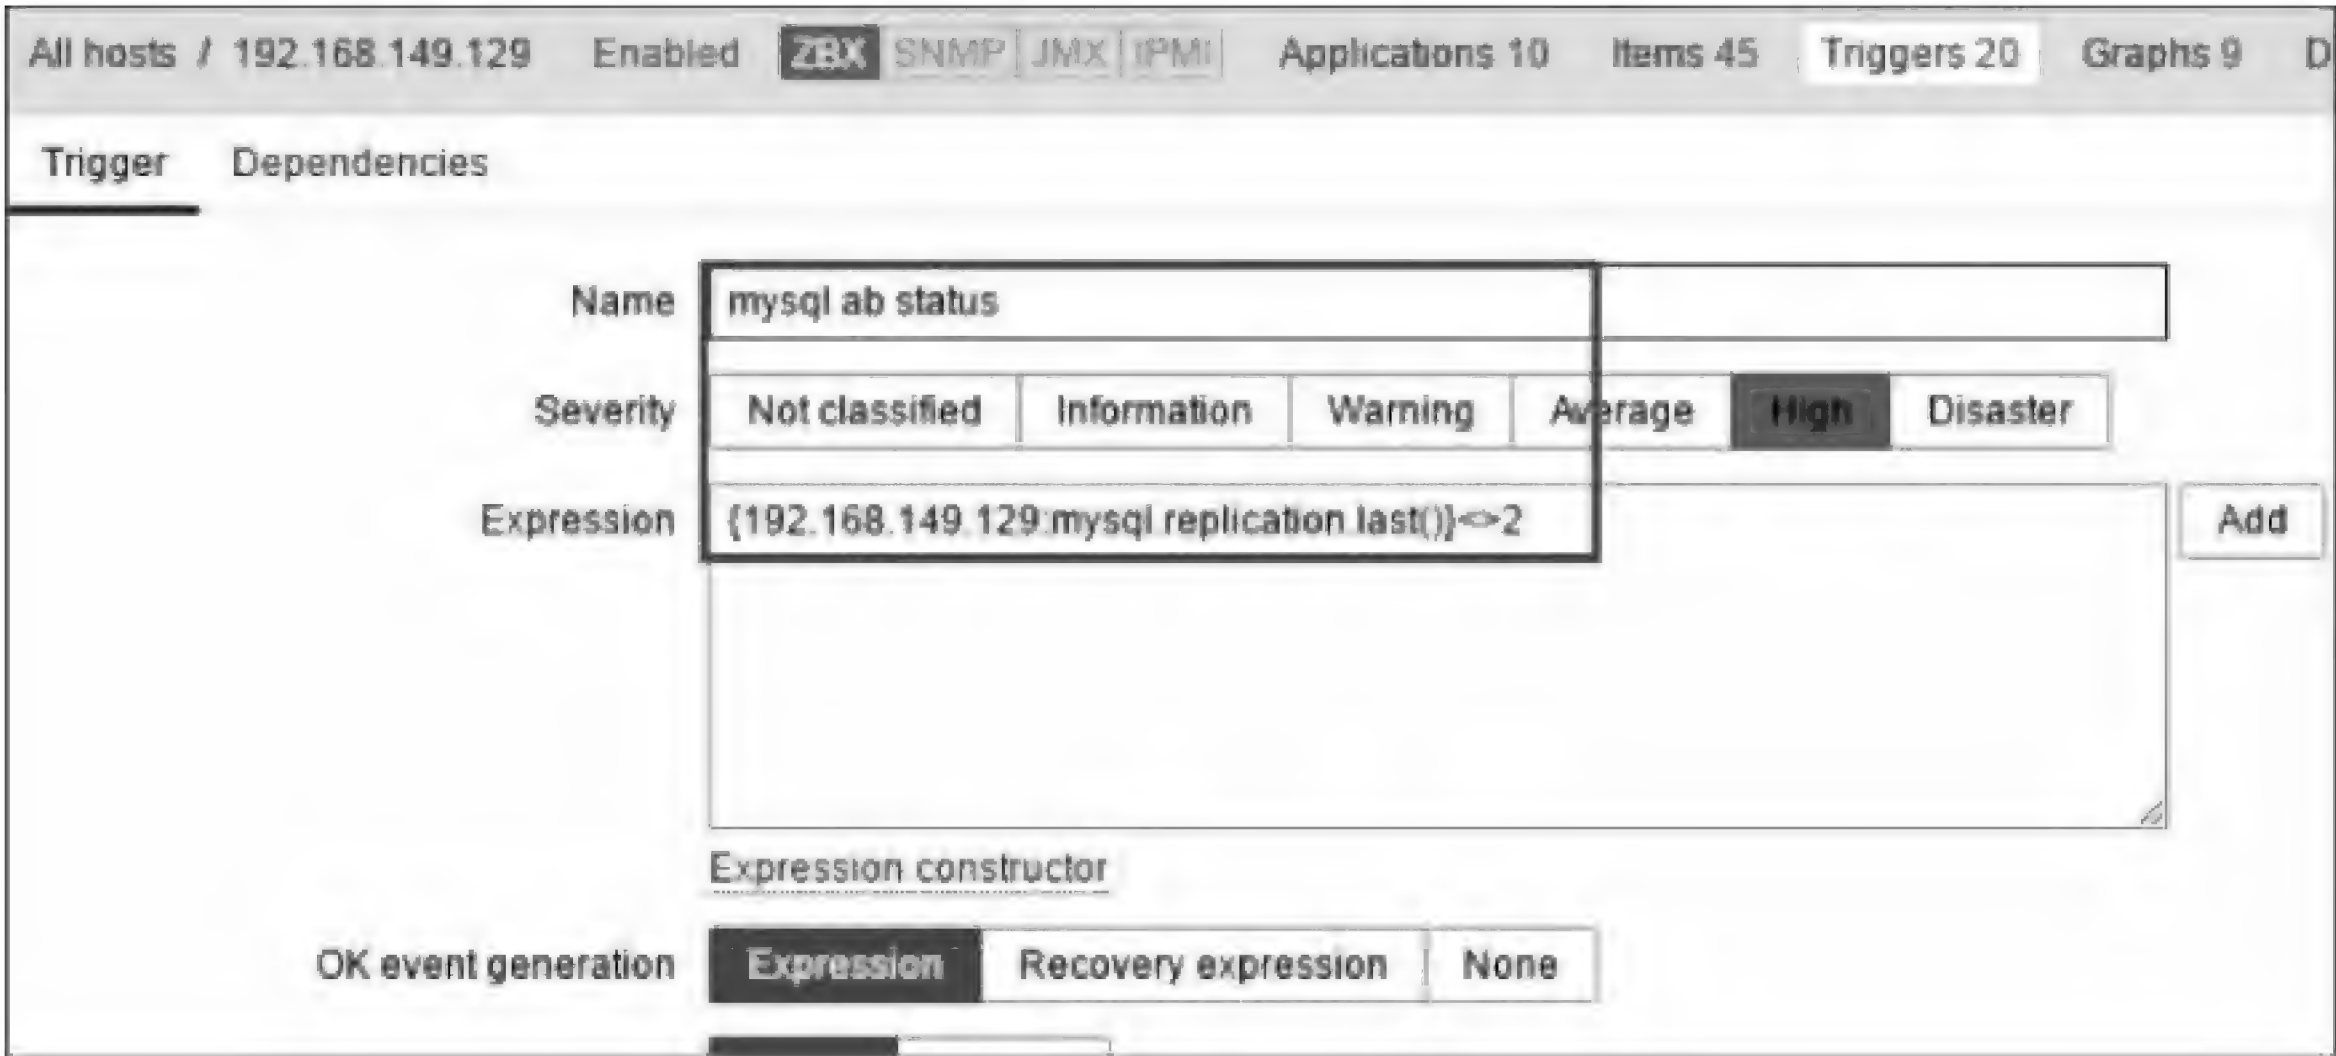 All hosts / 192.168.149.129 Enabled ZBX SNMP JMX IPMI Applications 10 Items 45 Triggers 20 Graphs 9 D
Trigger Dependencies
Name mysql ab status
Severity Not classified Information Warning Average High Disaster
Expression {192.168.149.129:mysql.replication.last()}<>2 Add
Expression constructor
OK event generation Expression Recovery expression None